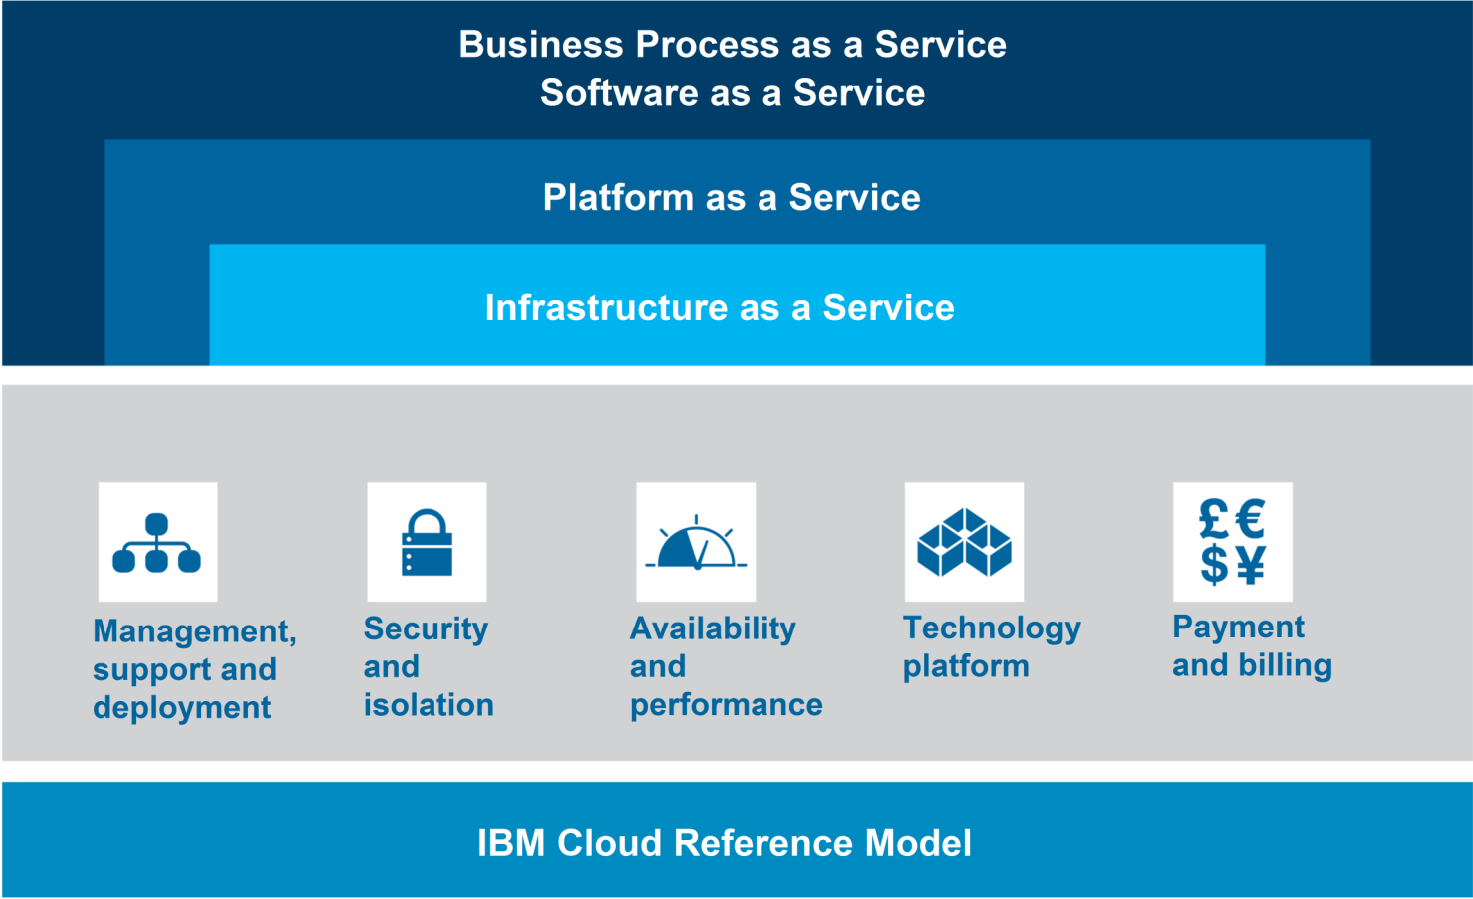 Business Process as a Service
Software as a Service
Platform as a Service
Infrastructure as a Service
£€
$¥
Management,
support and
deployment
Security
and
isolation
Availability
and
performance
Technology
platform
Payment
and billing
IBM Cloud Reference Model